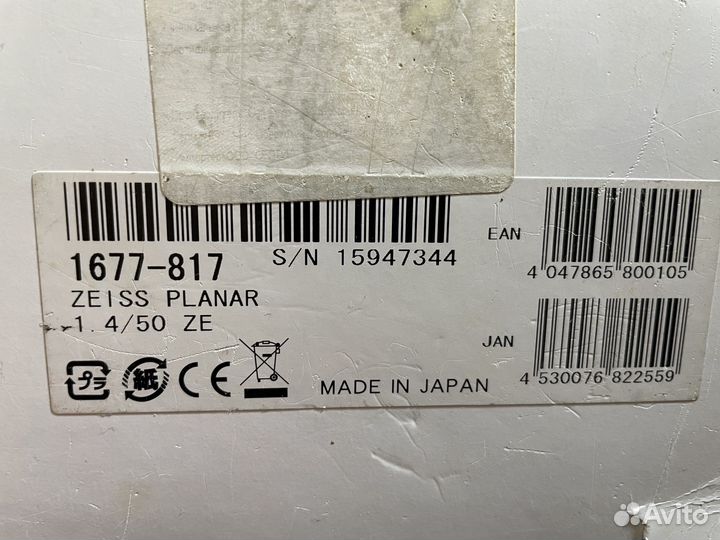 1677-817
S/N 15947344
ZEISS PLANAR
1.4/50 ZE
EAN
4 047865 800105
JAN
4 530076 822559
プラ
紙
CE
MADE IN JAPAN
Avito